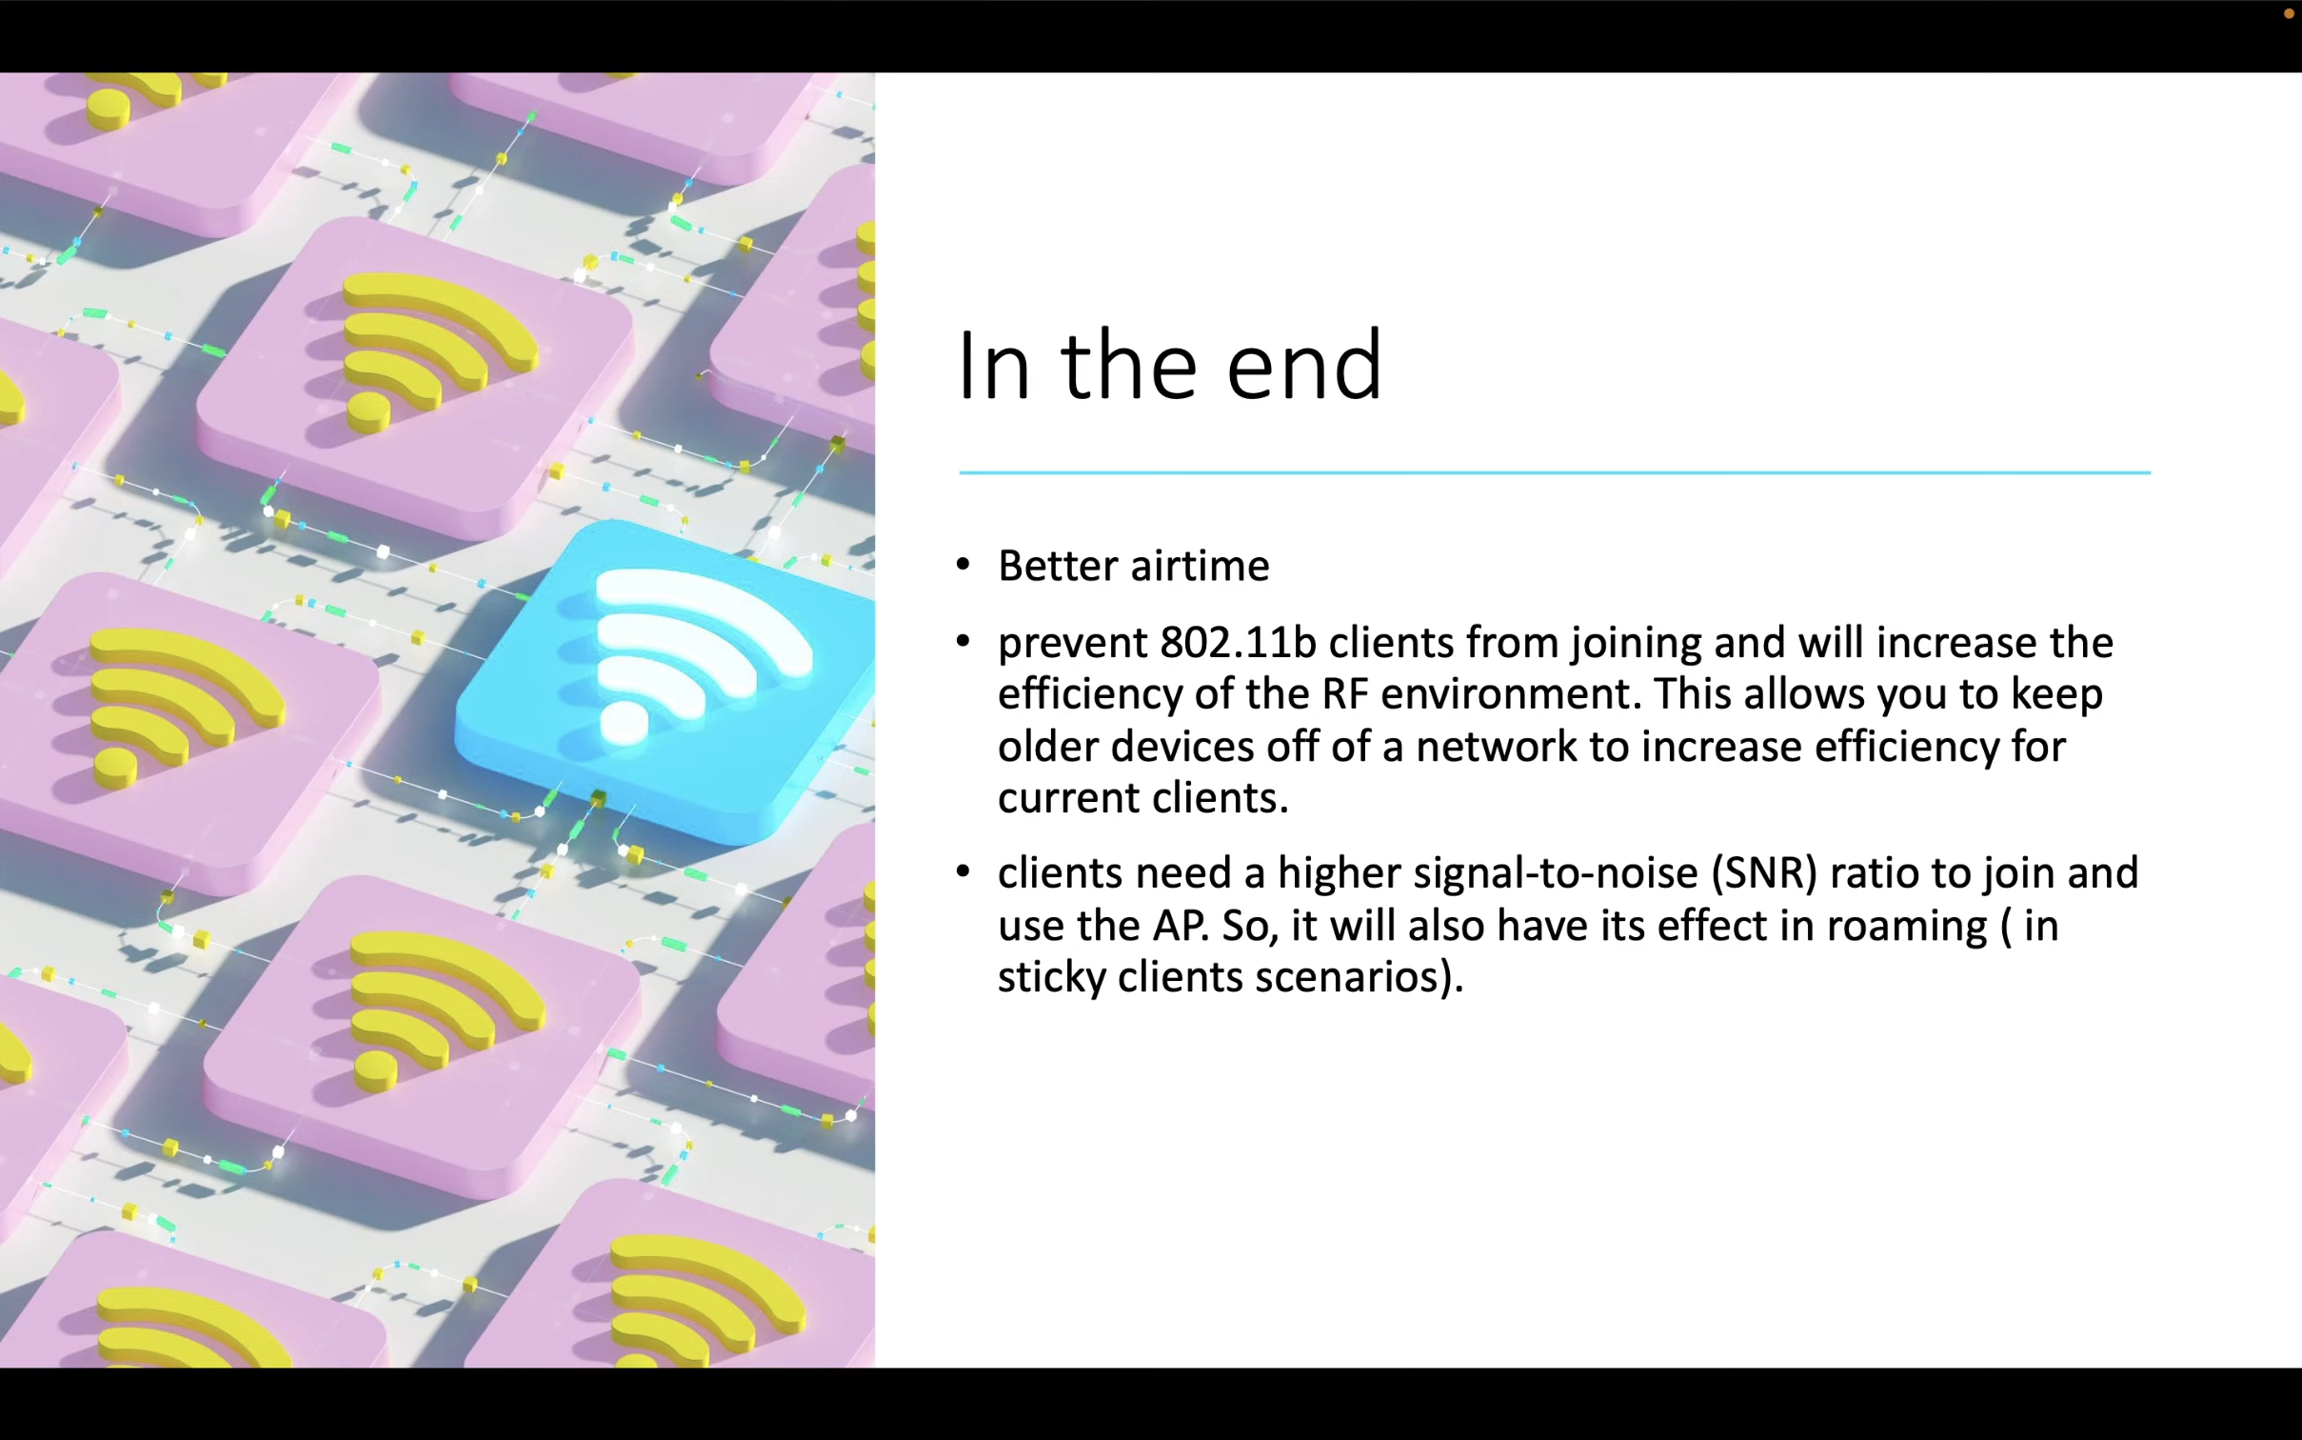 In the end
• Better airtime
• prevent 802.11b clients from joining and will increase the
efficiency of the RF environment. This allows you to keep
older devices off of a network to increase efficiency for
current clients.
• clients need a higher signal-to-noise (SNR) ratio to join and
use the AP. So, it will also have its effect in roaming ( in
sticky clients scenarios).